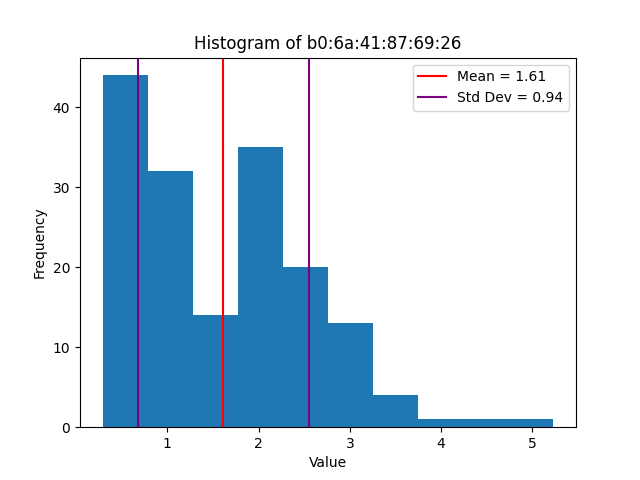 Histogram of b0:6a:41:87:69:26
Mean = 1.61
Std Dev = 0.94
Frequency
40
30
20
10
0
1 2 3 4 5
Value